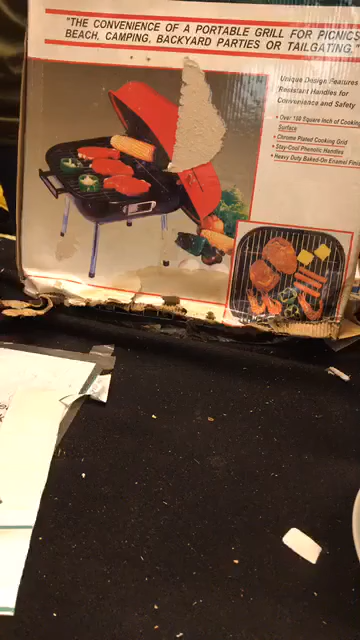 "THE CONVENIENCE OF A PORTABLE GRILL FOR PICNICS
BEACH, CAMPING, BACKYARD PARTIES OR TAILGATING."
Unique Design Features
Resistant Handles for
Convenience and Safety
• Over 180 Square Inch of Cooking
Surface
• Chrome Plated Cooking Grid
• Stay-Cool Phenolic Handles
• Heavy Duty Baked-On Enamel Finish